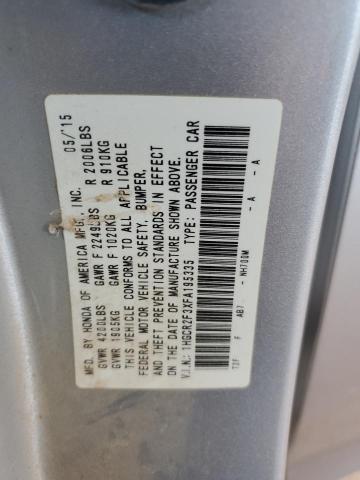 MFD. BY HONDA OF AMERICA MFG., INC. 05/'15
GVWR 4200LBS GAWR F 2249LBS R 2006LBS
GVWR 1905KG GAWR F 1020KG R 910KG
THIS VEHICLE CONFORMS TO ALL APPLICABLE
FEDERAL MOTOR VEHICLE SAFETY, BUMPER,
AND THEFT PREVENTION STANDARDS IN EFFECT
ON THE DATE OF MANUFACTURE SHOWN ABOVE.
V.I.N.: 1HGCR2F3XFA195335 TYPE: PASSENGER CAR
T2F F AB7 - NH700M - A - A